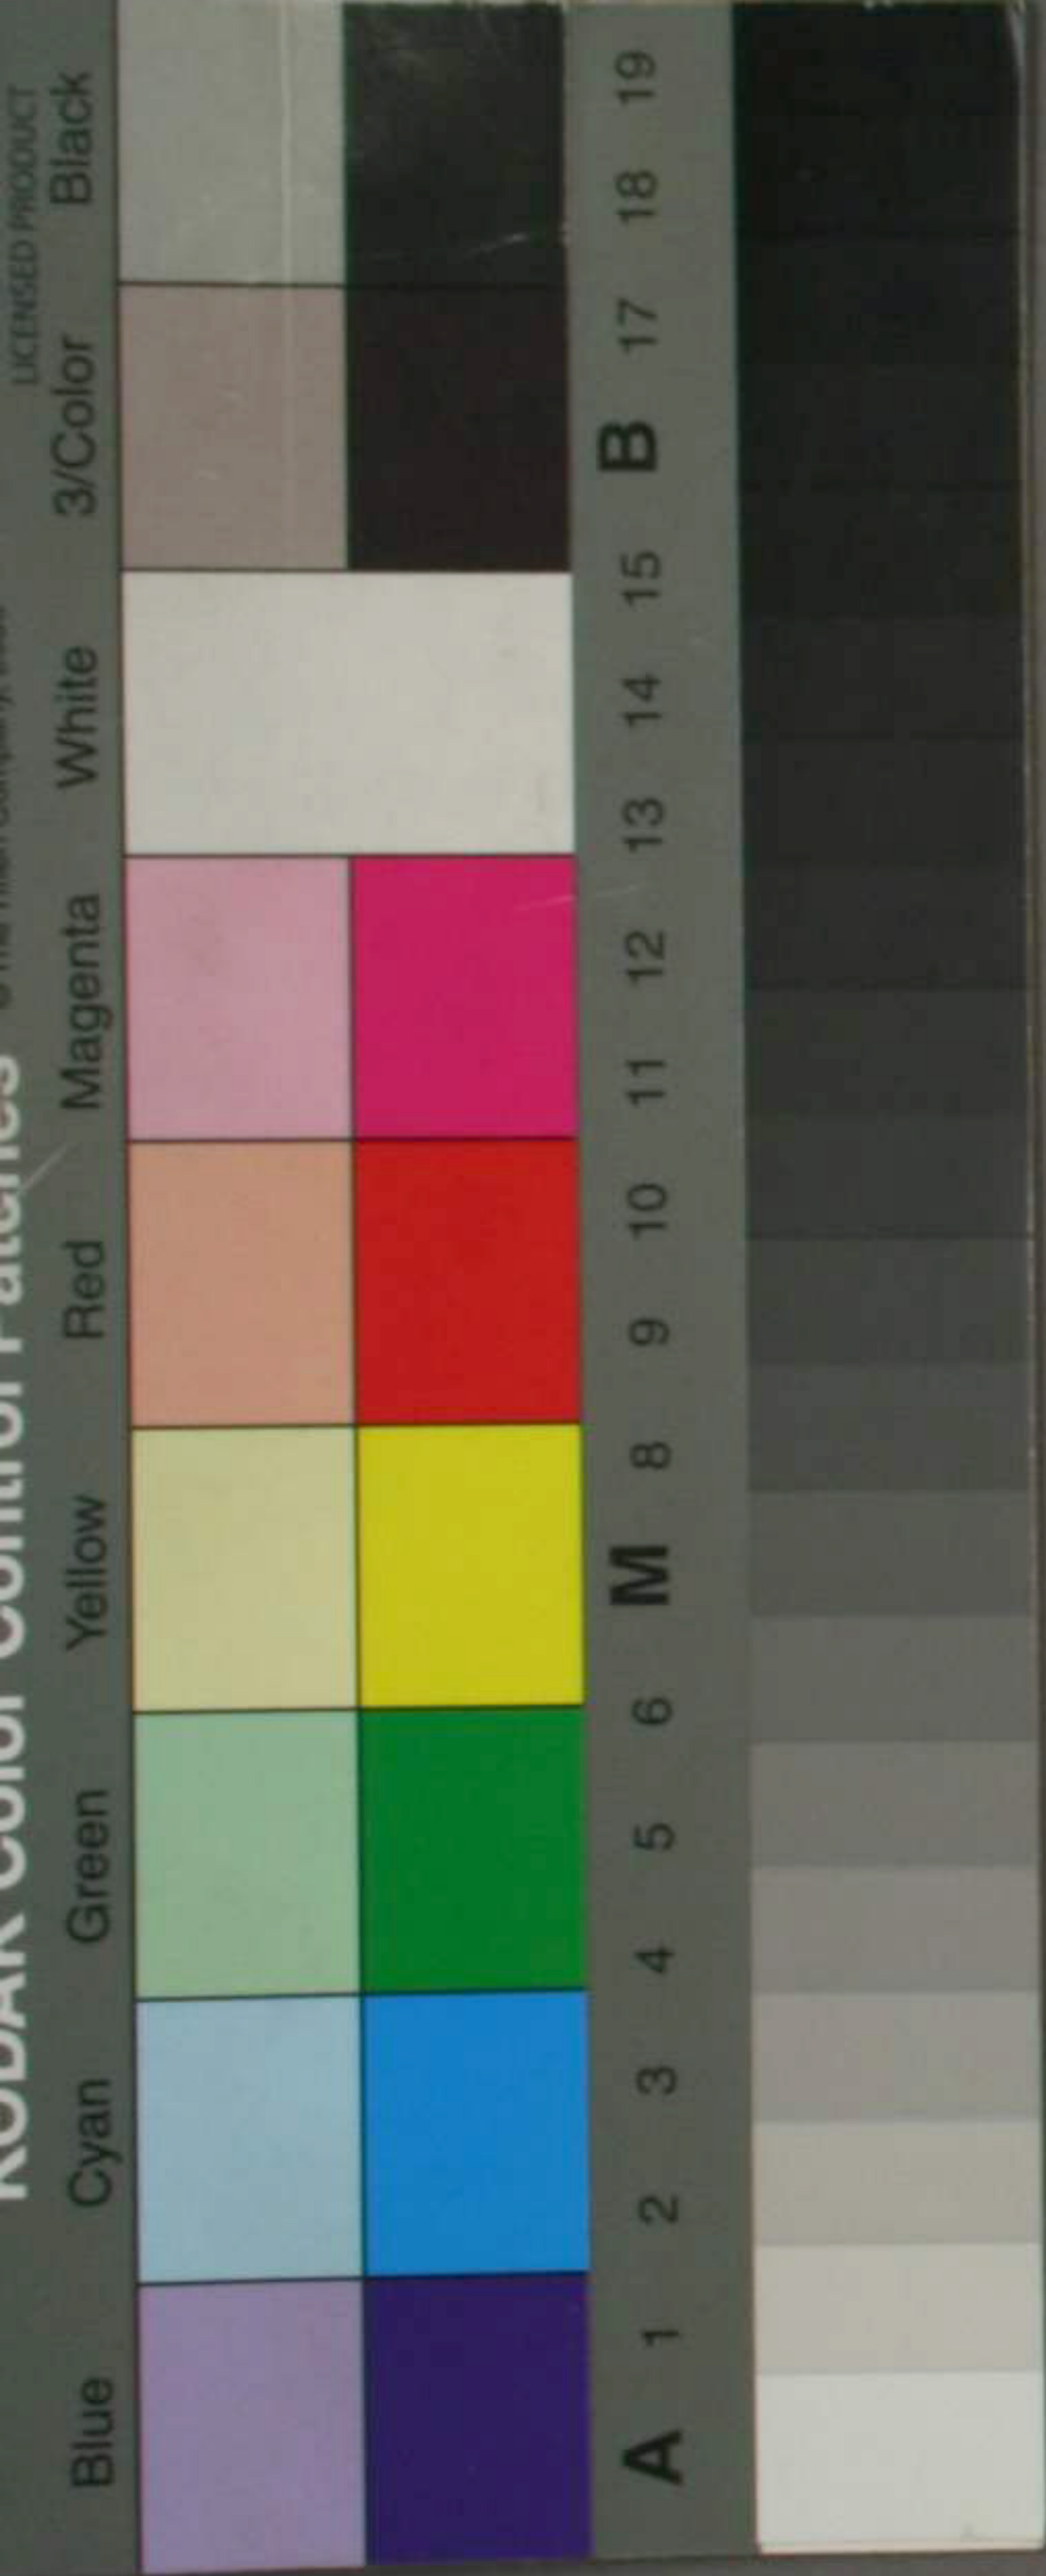 KODAK Color Control Patches
LICENSED PRODUCT
Blue Cyan Green Yellow Red Magenta White 3/Color Black
A 1 2 3 4 5 6 M 8 9 10 11 12 13 14 15 B 17 18 19